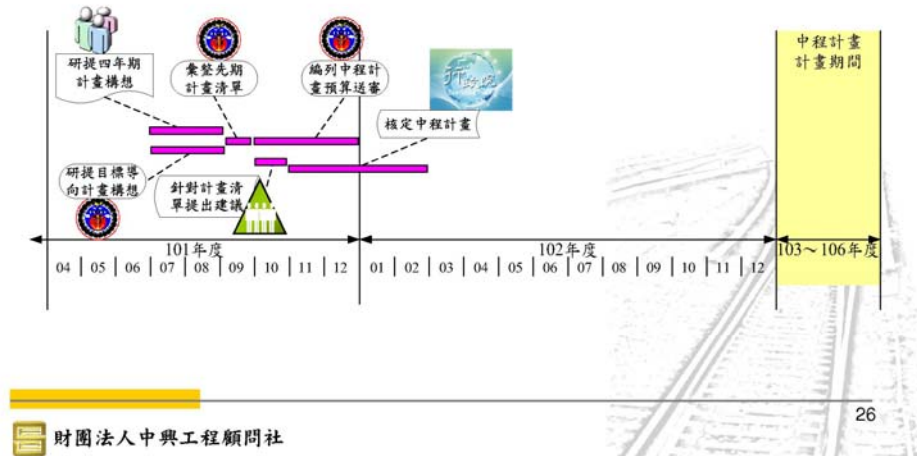 研提四年期
計畫構想
彙整先期
計畫清單
編列中程計
畫預算送審
行政院
核定中程計畫
中程計畫
計畫期間
研提目標導
向計畫構想
針對計畫清
單提出建議
101年度
102年度
103～106年度
04 05 06 07 08 09 10 11 12 01 02 03 04 05 06 07 08 09 10 11 12
26
財團法人中興工程顧問社